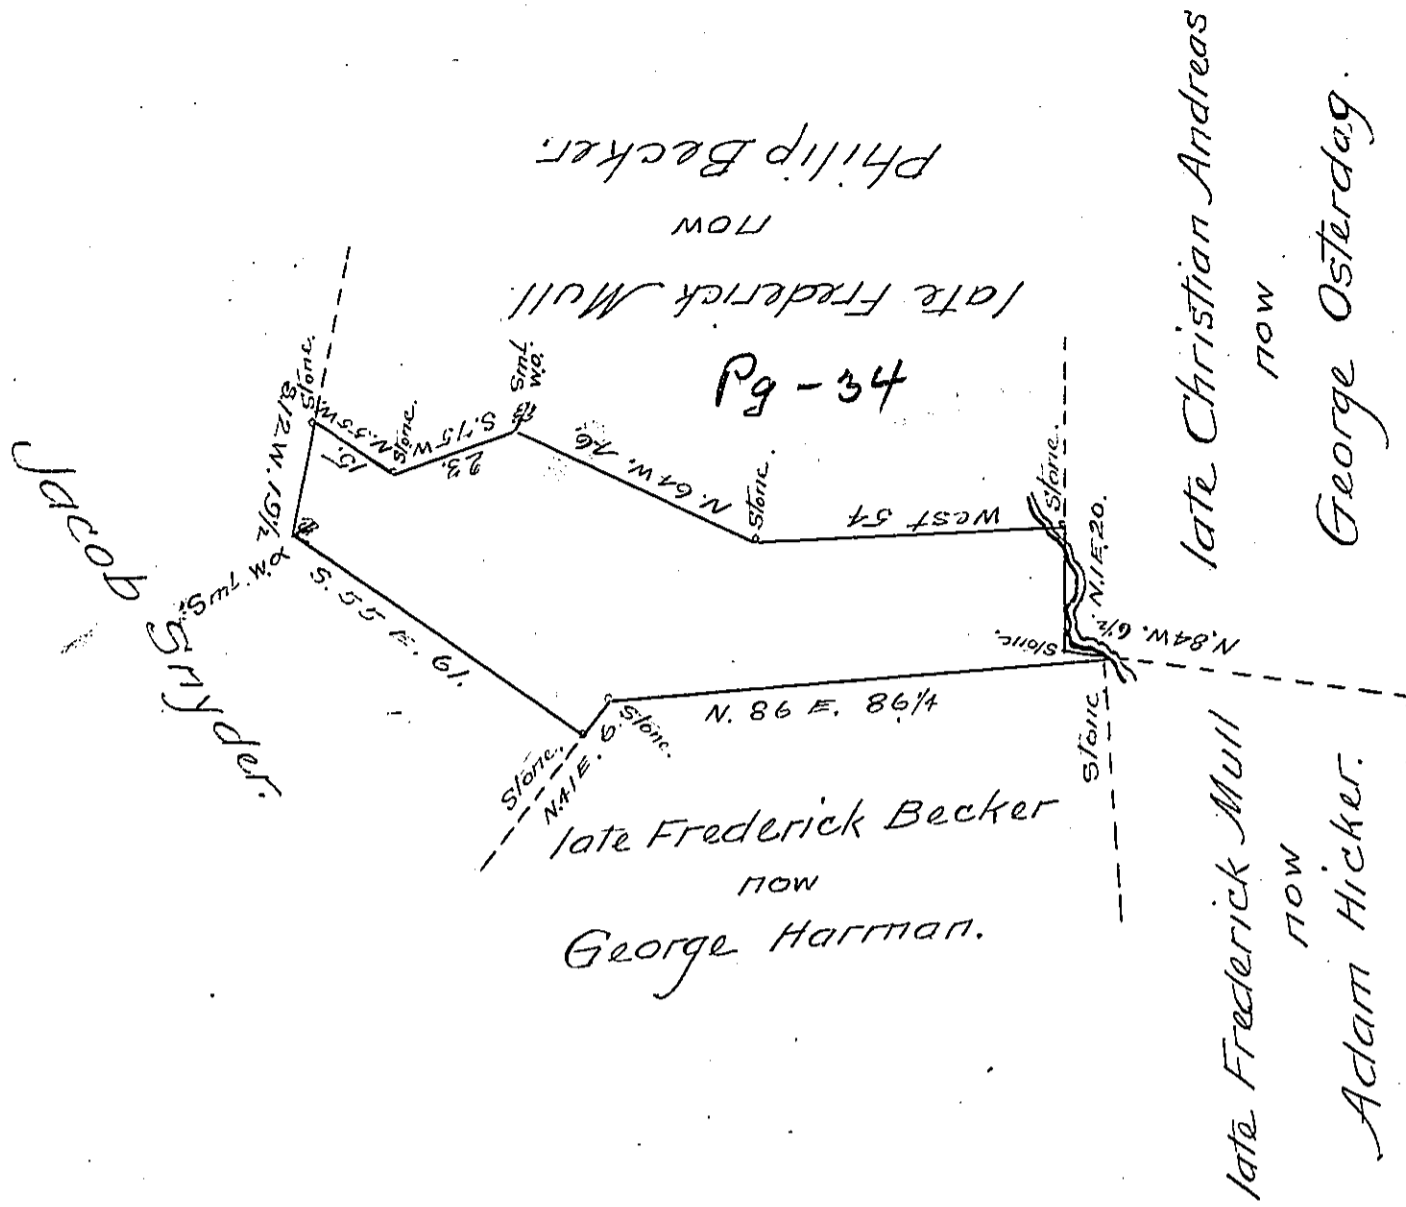 Philip Becker.
now
late Frederick Mull
Pg - 34
late Christian Andreas
now
George Osterdag.
Jacob Snyder.
Stone.
S.12 W. 19½
Stone.
N.55 W. 15.
Stone.
S.75 W. 23.
Sml. W.O.
N.64 W. 46.
Stone.
West 54
Stone.
N.1 E. 20.
Stone.
N.84 W. 6½
Stone
N. 86 E. 86¼
Stone.
N.41 E. 6.
Stone.
S. 55 E. 61.
Sml. W.O.
late Frederick Becker
now
George Harman.
late Frederick Mull
now
Adam Hicker.